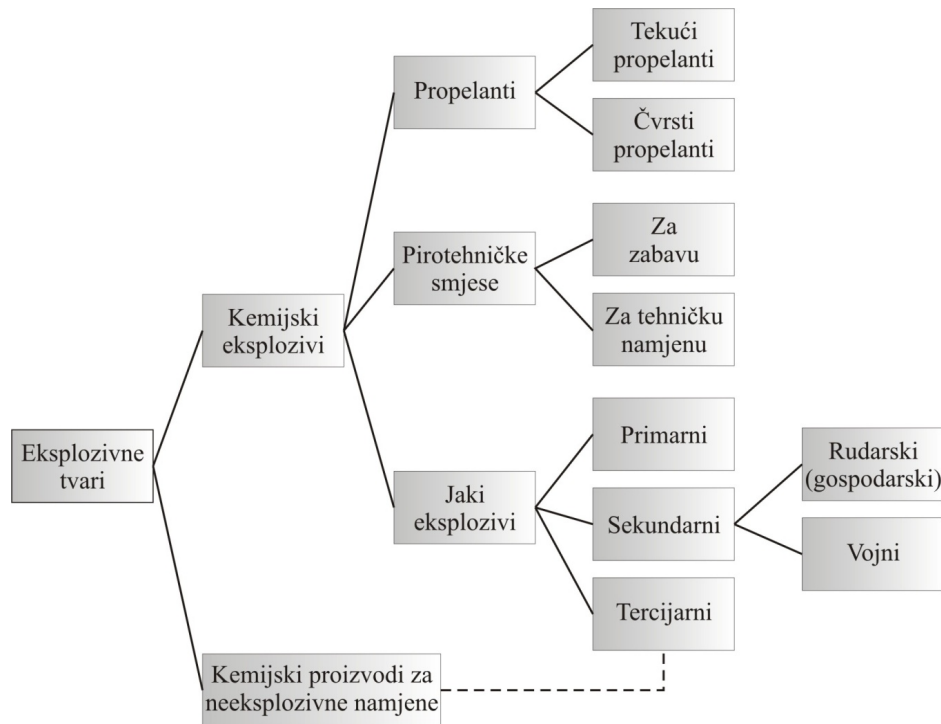 Eksplozivne
tvari
Kemijski
eksplozivi
Propelanti
Tekući
propelanti
Čvrsti
propelanti
Pirotehničke
smjese
Za
zabavu
Za tehničku
namjenu
Jaki
eksplozivi
Primarni
Sekundarni
Rudarski
(gospodarski)
Vojni
Tercijarni
Kemijski proizvodi za
neeksplozivne namjene